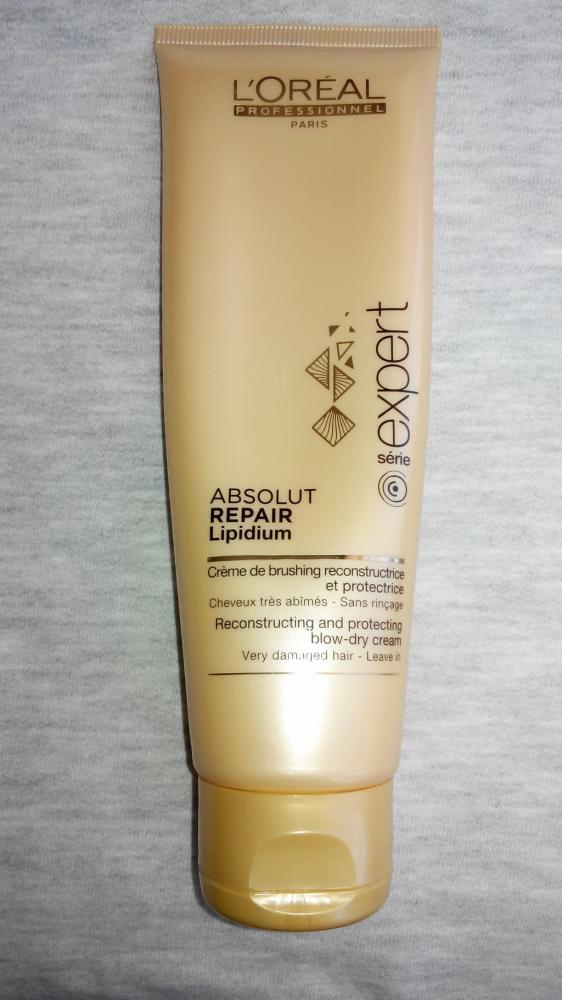 L'ORÉAL
PROFESSIONNEL
PARIS
série expert
ABSOLUT
REPAIR
Lipidium
Crème de brushing reconstructrice
et protectrice
Cheveux très abîmés - Sans rinçage
Reconstructing and protecting
blow-dry cream
Very damaged hair - Leave in